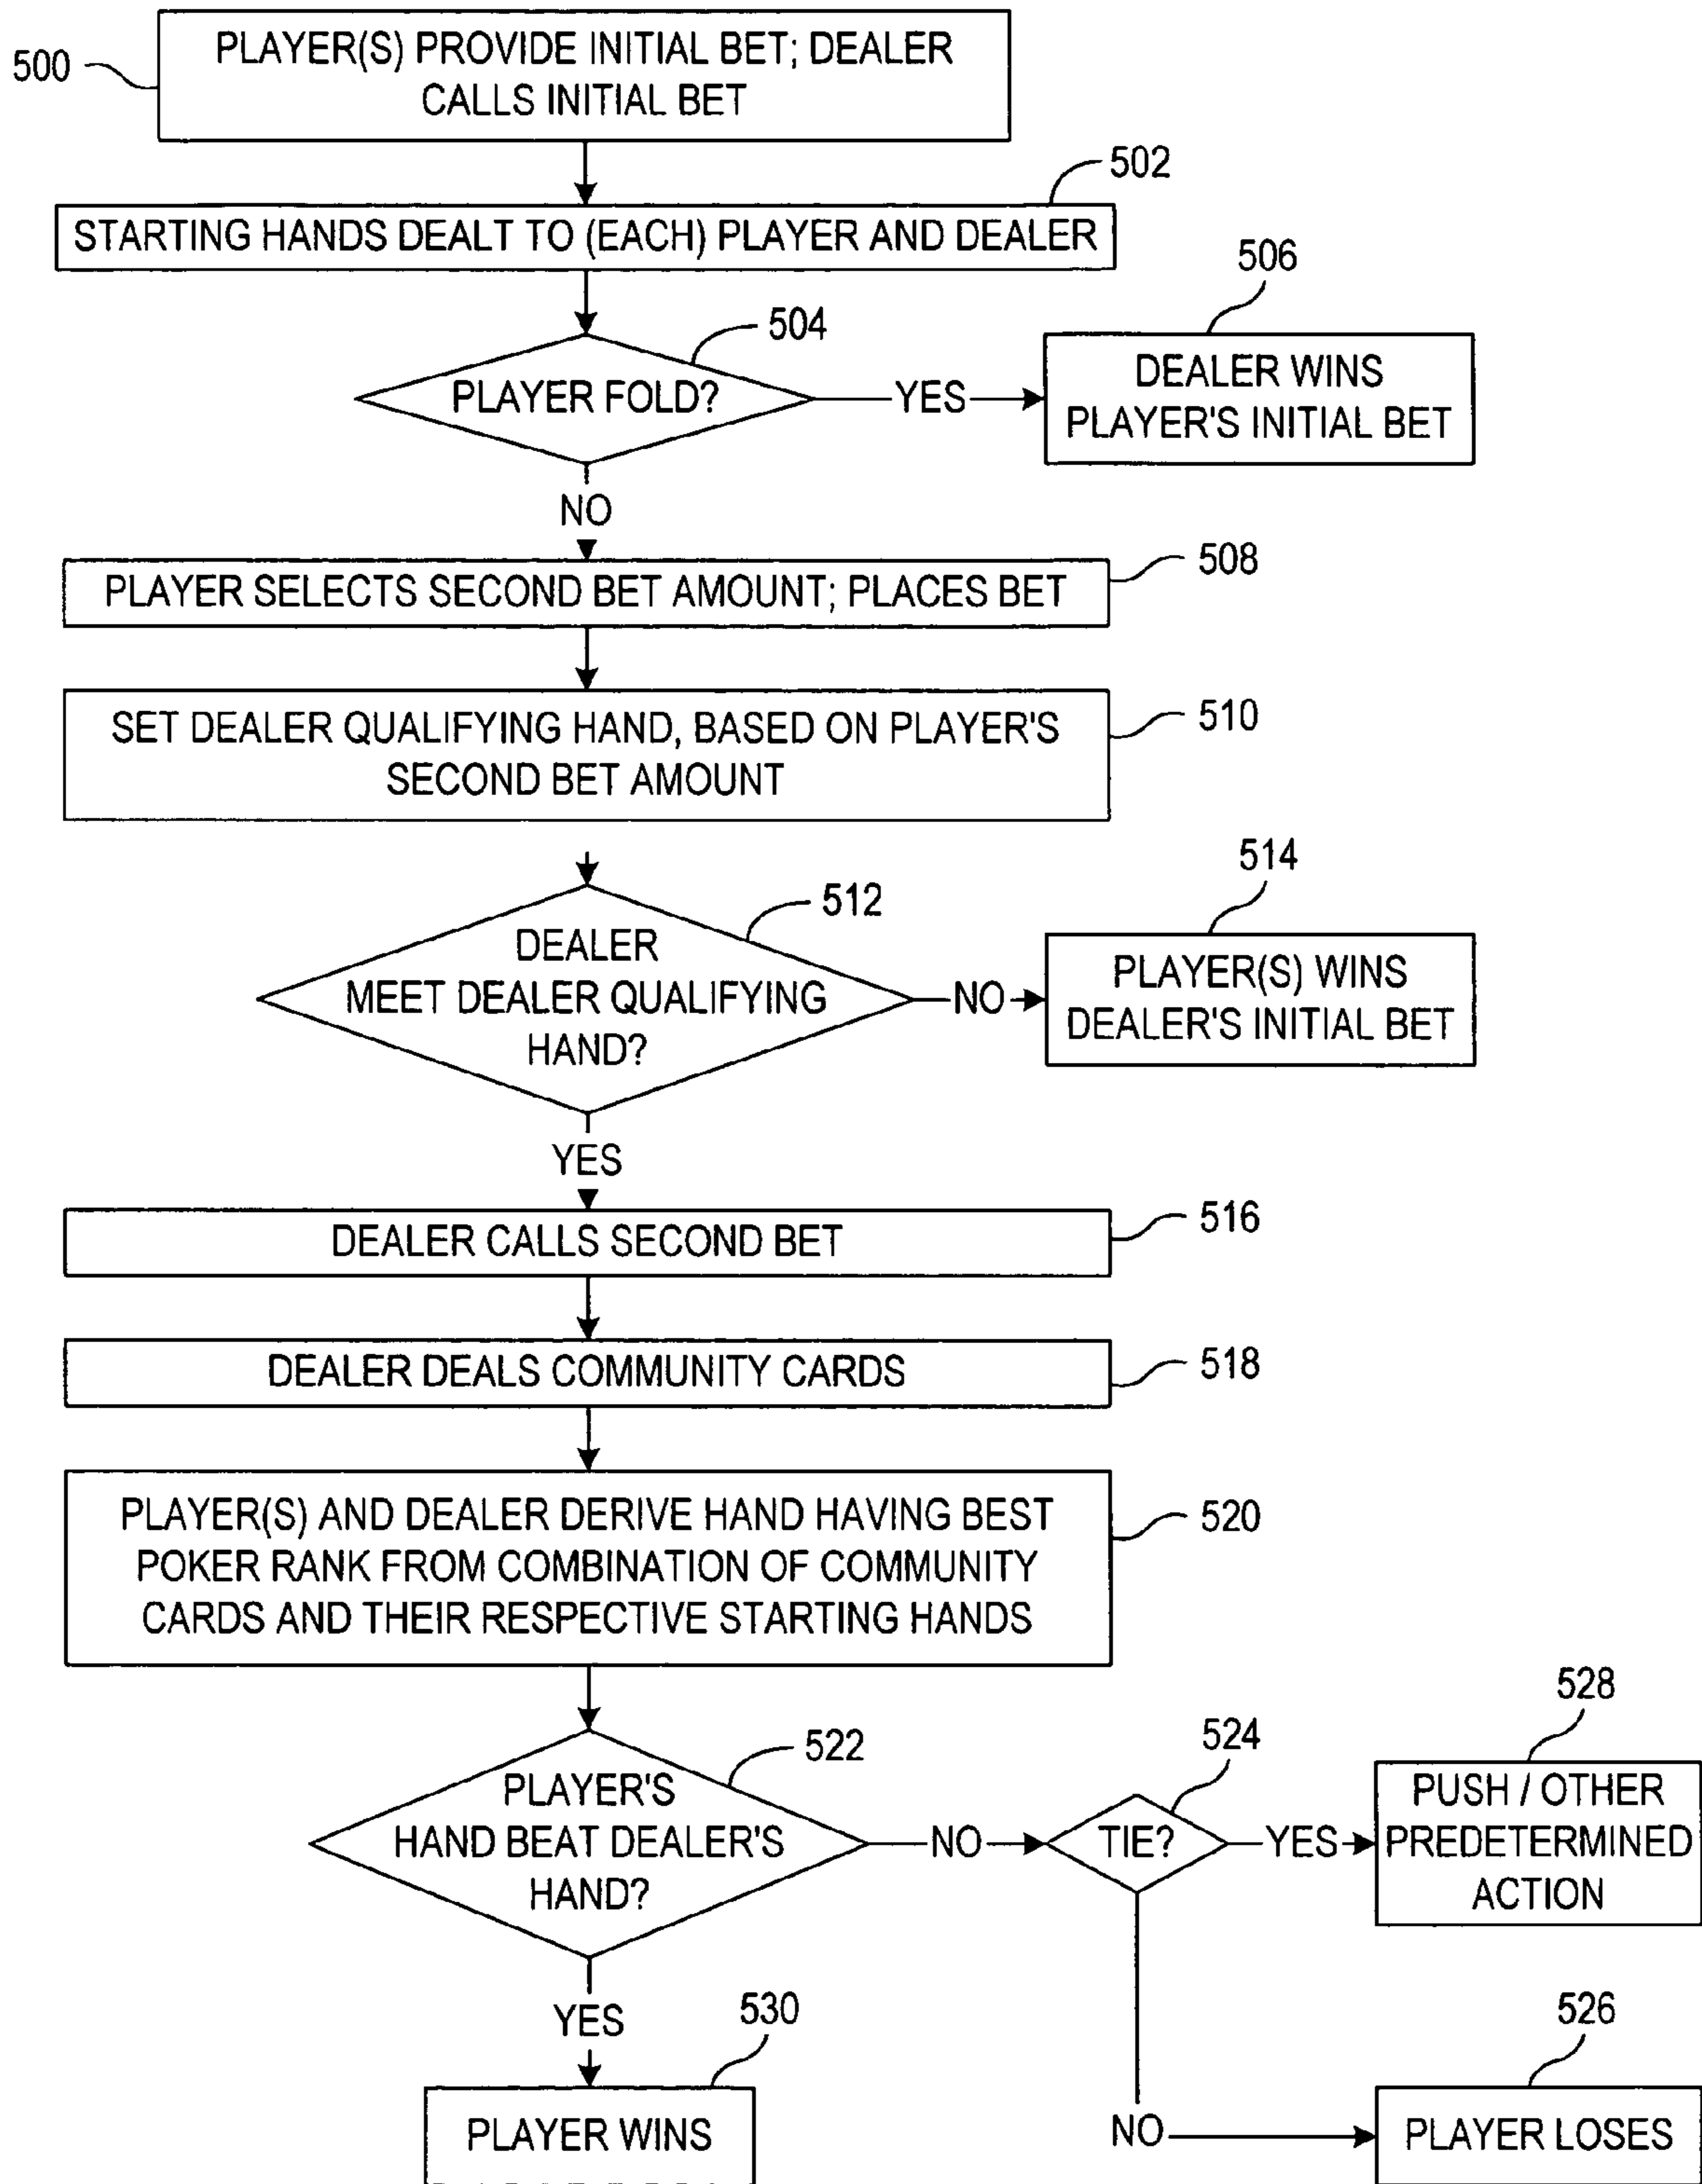 500
PLAYER(S) PROVIDE INITIAL BET; DEALER
CALLS INITIAL BET
502
STARTING HANDS DEALT TO (EACH) PLAYER AND DEALER
504
PLAYER FOLD?
YES
506
DEALER WINS
PLAYER'S INITIAL BET
NO
508
PLAYER SELECTS SECOND BET AMOUNT; PLACES BET
510
SET DEALER QUALIFYING HAND, BASED ON PLAYER'S
SECOND BET AMOUNT
512
DEALER
MEET DEALER QUALIFYING
HAND?
NO
514
PLAYER(S) WINS
DEALER'S INITIAL BET
YES
516
DEALER CALLS SECOND BET
518
DEALER DEALS COMMUNITY CARDS
520
PLAYER(S) AND DEALER DERIVE HAND HAVING BEST
POKER RANK FROM COMBINATION OF COMMUNITY
CARDS AND THEIR RESPECTIVE STARTING HANDS
522
PLAYER'S
HAND BEAT DEALER'S
HAND?
NO
524
TIE?
YES
528
PUSH / OTHER
PREDETERMINED
ACTION
YES
530
PLAYER WINS
NO
526
PLAYER LOSES